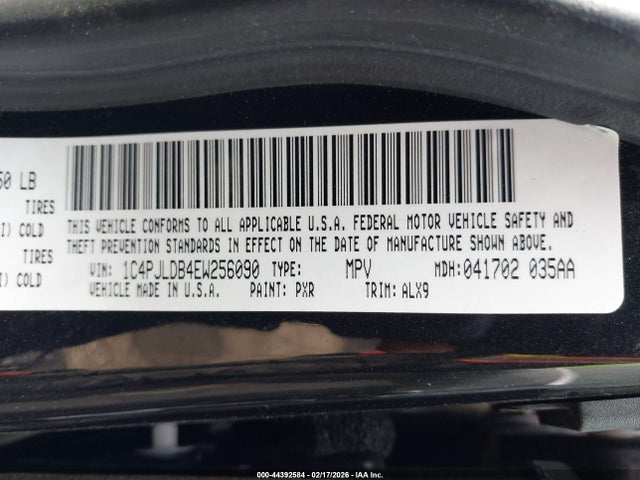 50 LB
TIRES
I) COLD
TIRES
I) COLD
THIS VEHICLE CONFORMS TO ALL APPLICABLE U.S.A. FEDERAL MOTOR VEHICLE SAFETY AND
THEFT PREVENTION STANDARDS IN EFFECT ON THE DATE OF MANUFACTURE SHOWN ABOVE.
VIN: 1C4PJLDB4EW256090 TYPE: MPV MDH: 041702 035AA
VEHICLE MADE IN U.S.A. PAINT: PXR TRIM: ALX9
000-44392584 - 02/17/2026 - IAA Inc.